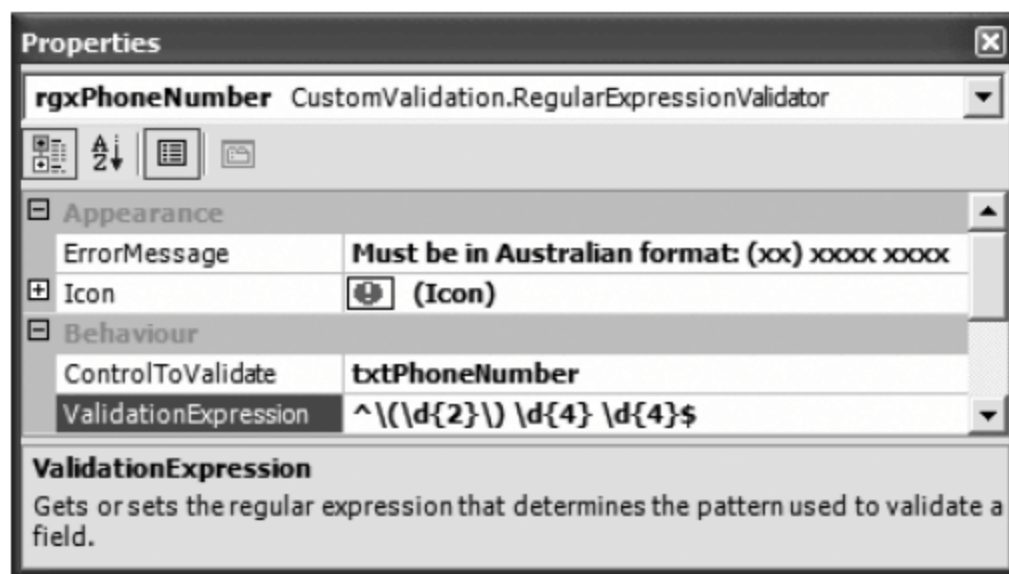 Properties
rgxPhoneNumber CustomValidation.RegularExpressionValidator
Appearance
ErrorMessage Must be in Australian format: (xx) xxxx xxxx
Icon (Icon)
Behaviour
ControlToValidate txtPhoneNumber
ValidationExpression ^\(\d{2}\) \d{4} \d{4}$
ValidationExpression
Gets or sets the regular expression that determines the pattern used to validate a
field.